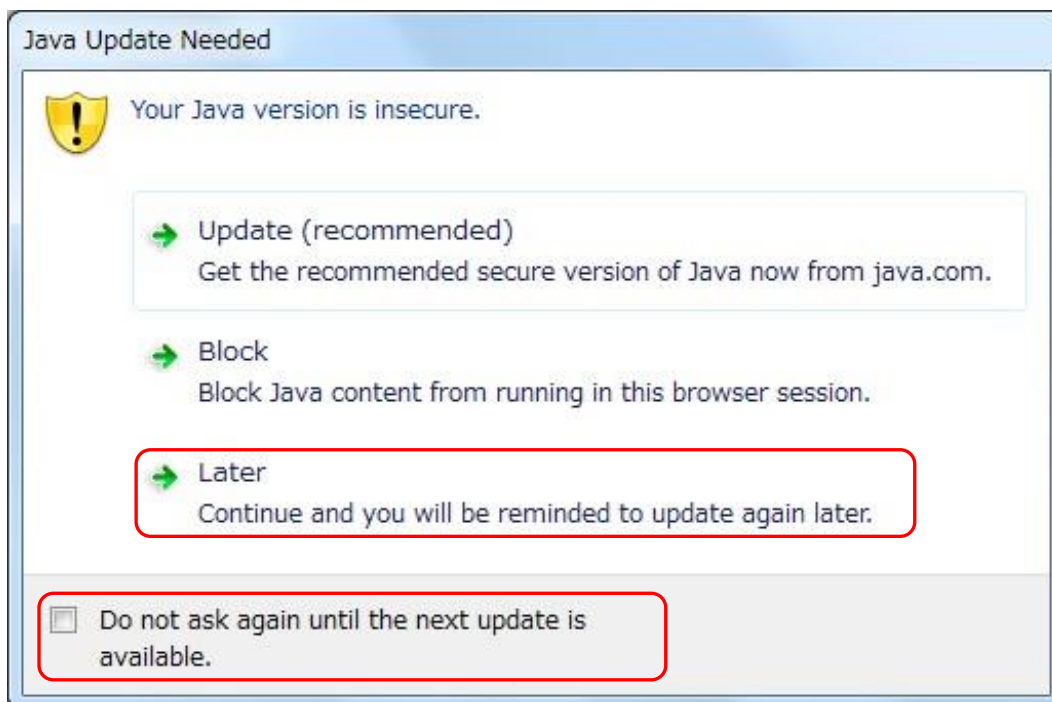 Java Update Needed
Your Java version is insecure.
Update (recommended)
Get the recommended secure version of Java now from java.com.
Block
Block Java content from running in this browser session.
Later
Continue and you will be reminded to update again later.
Do not ask again until the next update is
available.